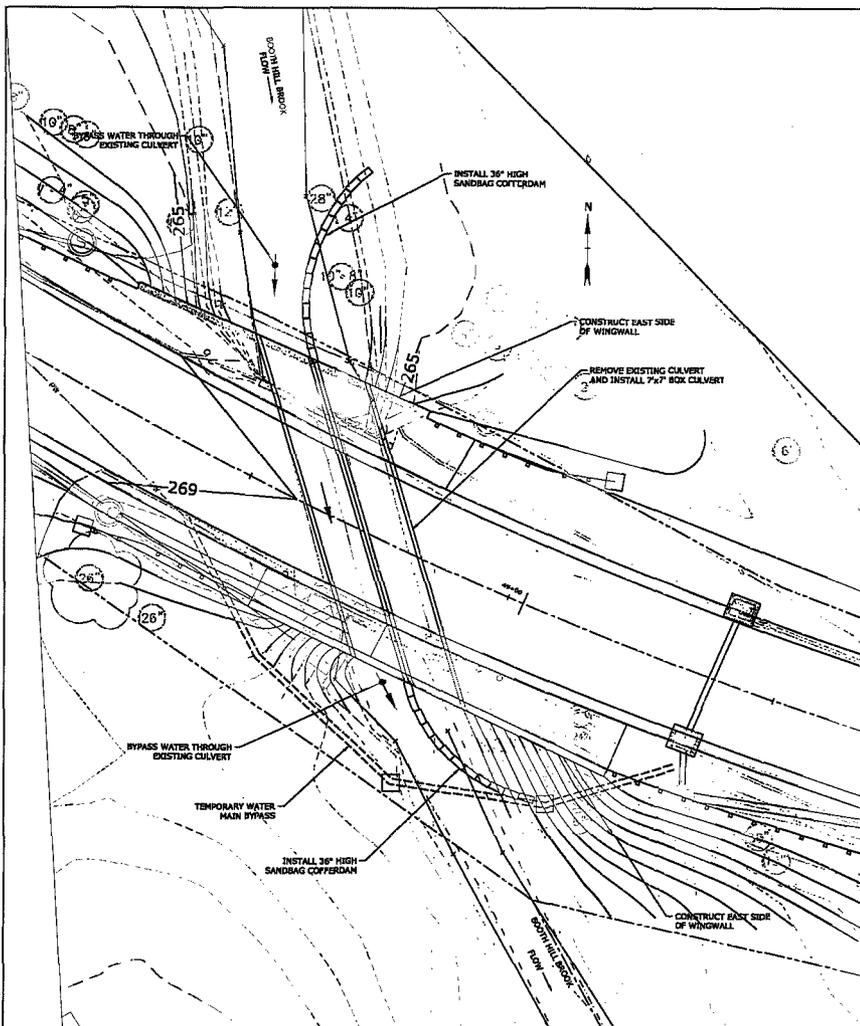 BOOTH HILL BROOK
FLOW
10"
BYPASS WATER THROUGH
EXISTING CULVERT
INSTALL 36" HIGH
SANDBAG COFFERDAM
28"
12"
265
N
CONSTRUCT EAST SIDE
OF WINGWALL
265
REMOVE EXISTING CULVERT
AND INSTALL 7'x7' BOX CULVERT
6"
269
26"
26"
BYPASS WATER THROUGH
EXISTING CULVERT
TEMPORARY WATER
MAIN BYPASS
INSTALL 36" HIGH
SANDBAG COFFERDAM
CONSTRUCT EAST SIDE
OF WINGWALL
BOOTH HILL BROOK
FLOW